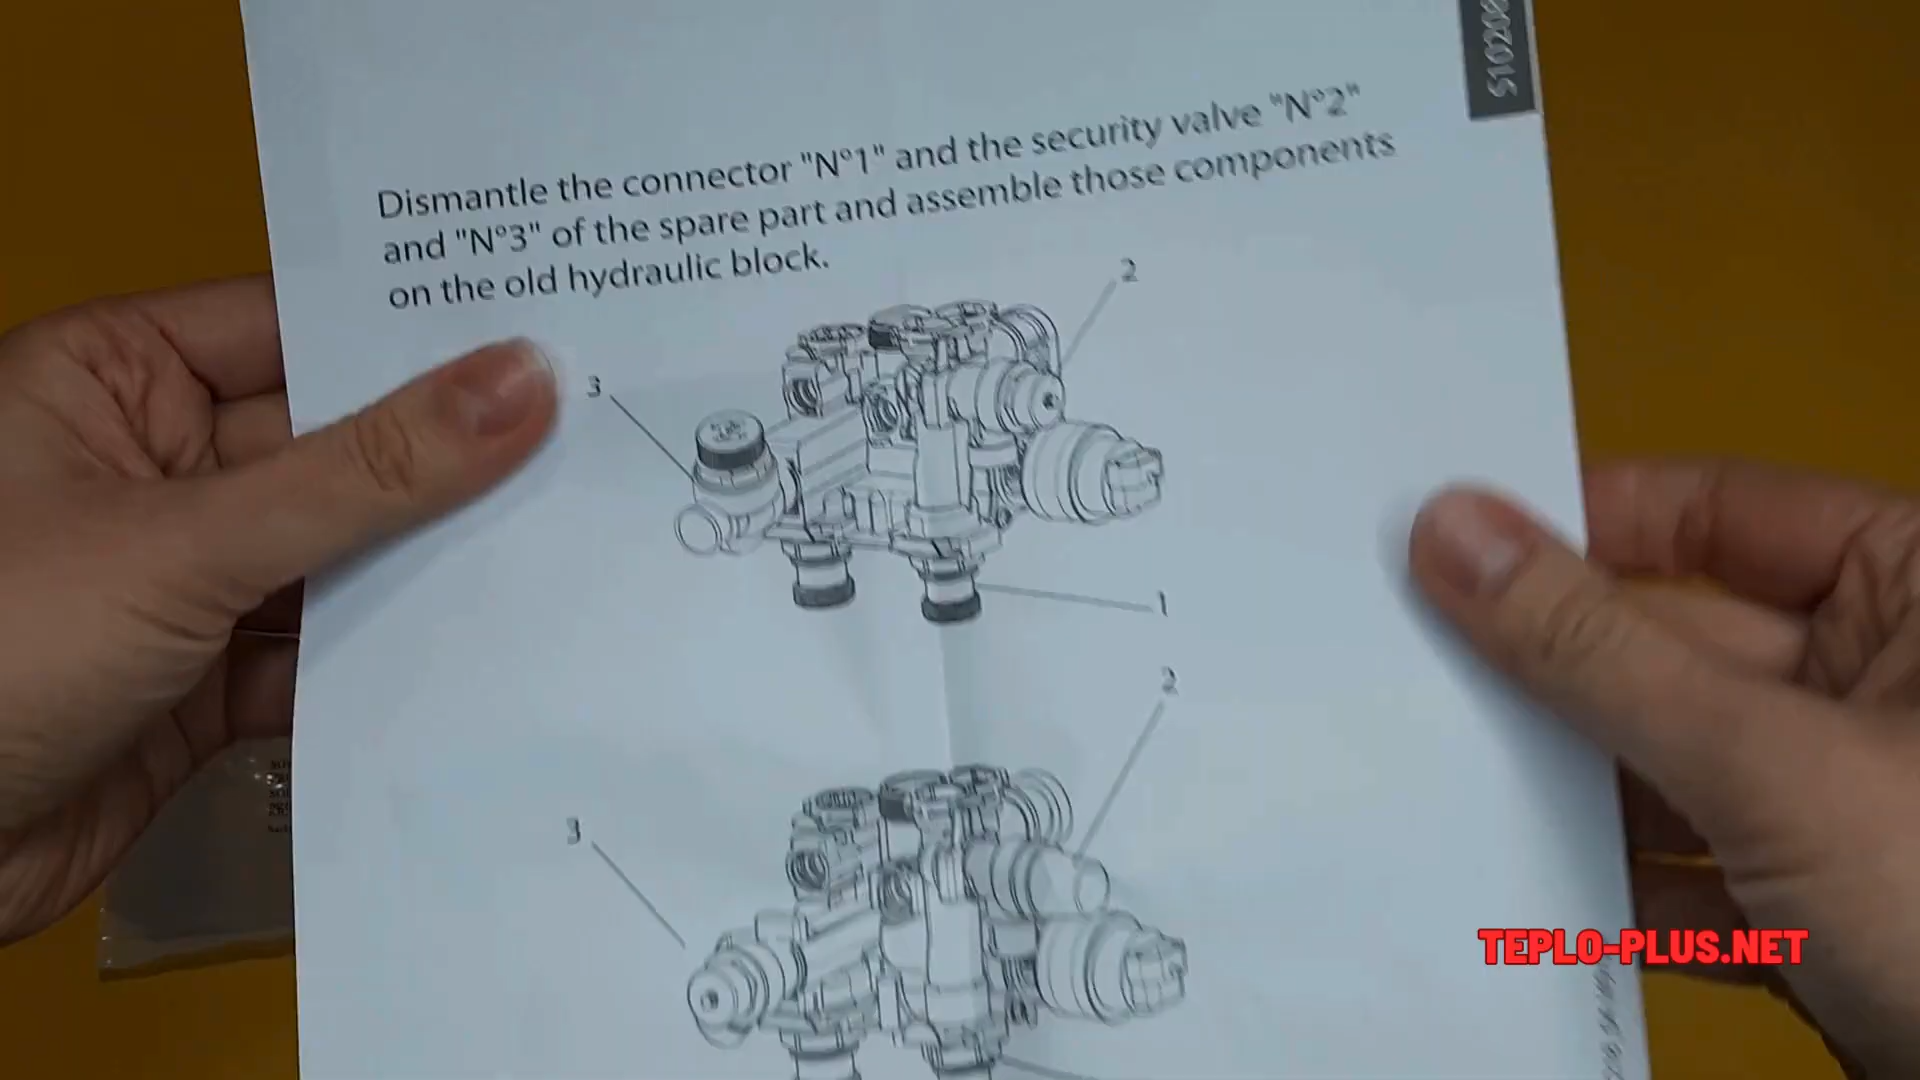 Dismantle the connector "N°1" and the security valve "N°2"
and "N°3" of the spare part and assemble those components
on the old hydraulic block.
2
3
1
2
3
TEPLO-PLUS.NET